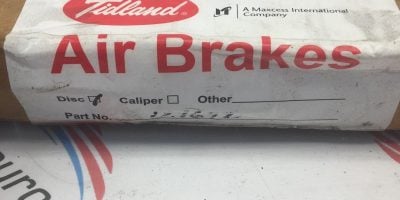 Tidland
A Maxcess International
Company
Air Brakes
Disc ☑ Caliper ☐ Other
Part No.